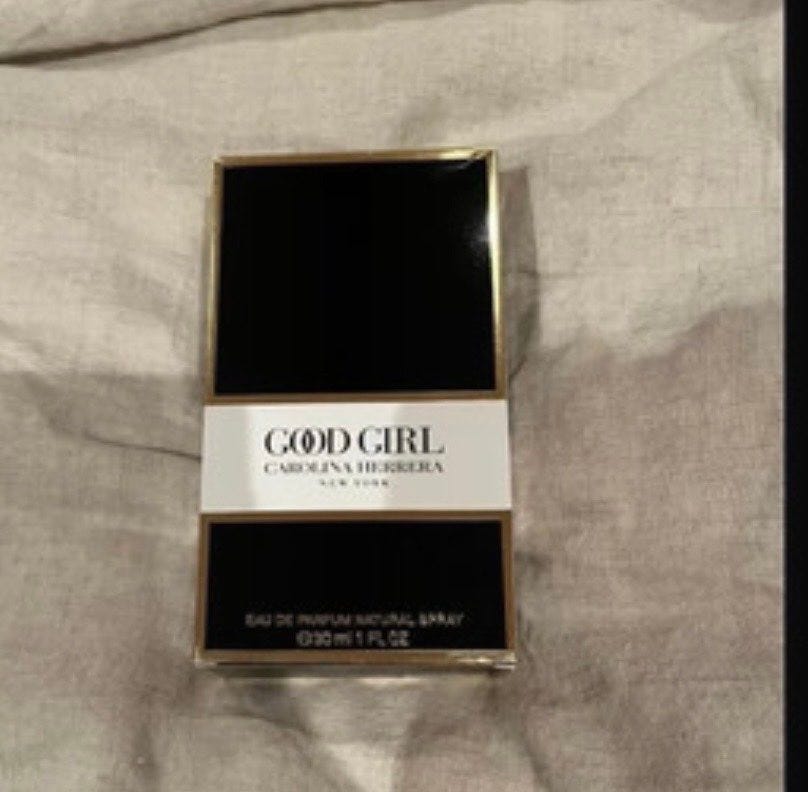 GOOD GIRL
CAROLINA HERRERA
NEW YORK
EAU DE PARFUM NATURAL SPRAY
℮30 ml 1 FL OZ